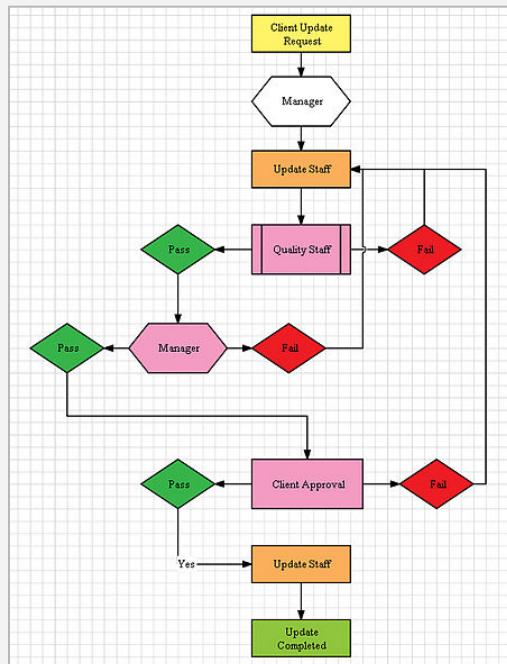 Client Update
Request
Manager
Update Staff
Pass
Quality Staff
Fail
Pass
Manager
Fail
Pass
Client Approval
Fail
Yes
Update Staff
Update
Completed